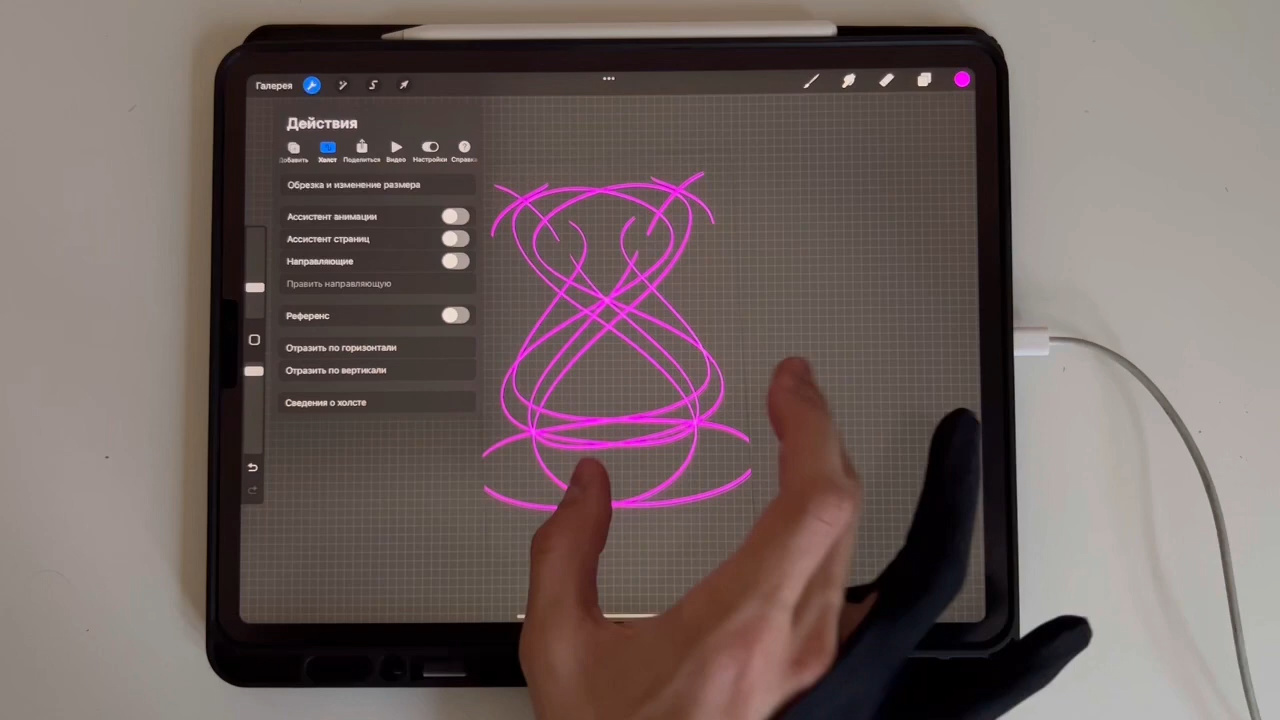 Галерея
Действия
Добавить Холст Поделиться Видео Настройки Справка
Обрезка и изменение размера
Ассистент анимации
Ассистент страниц
Направляющие
Править направляющую
Референс
Отразить по горизонтали
Отразить по вертикали
Сведения о холсте